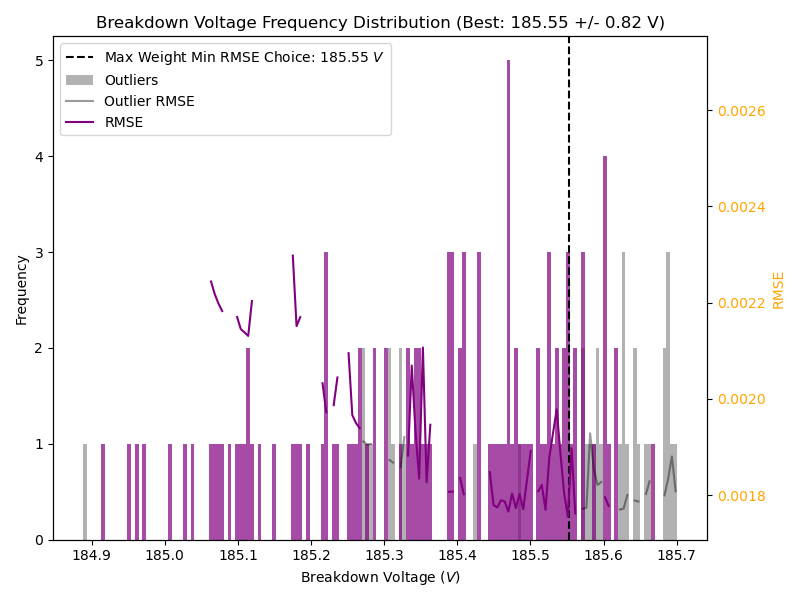 Breakdown Voltage Frequency Distribution (Best: 185.55 +/- 0.82 V)
Max Weight Min RMSE Choice: 185.55 V
Outliers
Outlier RMSE
RMSE
Frequency
5
4
3
2
1
0
0.0026
0.0024
0.0022
0.0020
0.0018
RMSE
184.9 185.0 185.1 185.2 185.3 185.4 185.5 185.6 185.7
Breakdown Voltage (V)